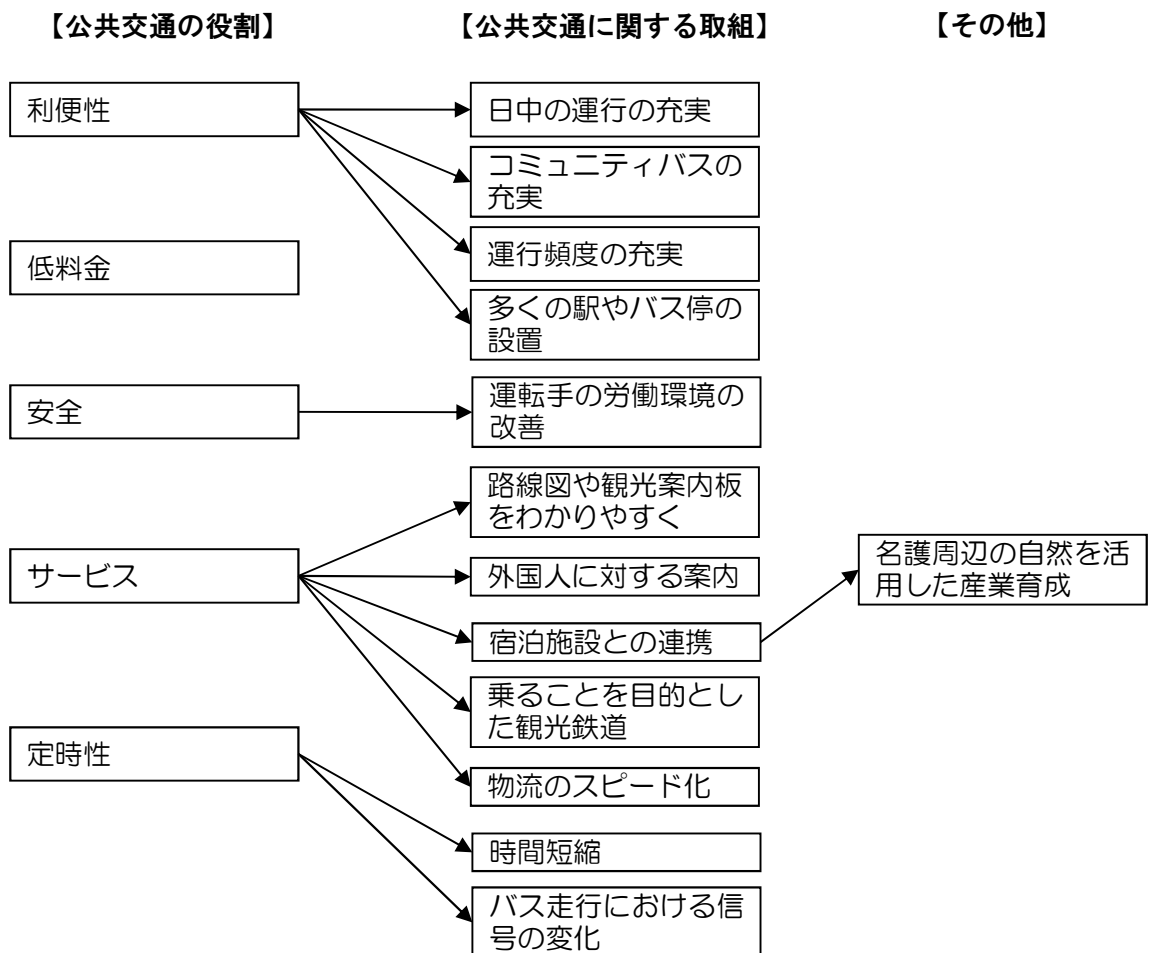 【公共交通の役割】
【公共交通に関する取組】
【その他】
利便性
日中の運行の充実
コミュニティバスの
充実
低料金
運行頻度の充実
多くの駅やバス停の
設置
安全
運転手の労働環境の
改善
路線図や観光案内板
をわかりやすく
サービス
外国人に対する案内
名護周辺の自然を活
用した産業育成
宿泊施設との連携
乗ることを目的とし
た観光鉄道
定時性
物流のスピード化
時間短縮
バス走行における信
号の変化